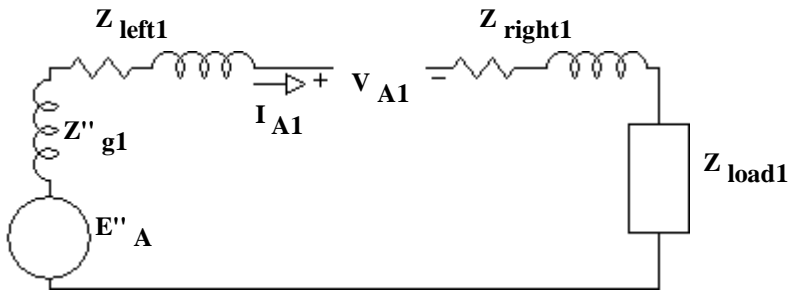 Z left1
Z right1
+ V A1 −
I A1
Z" g1
Z load1
E" A